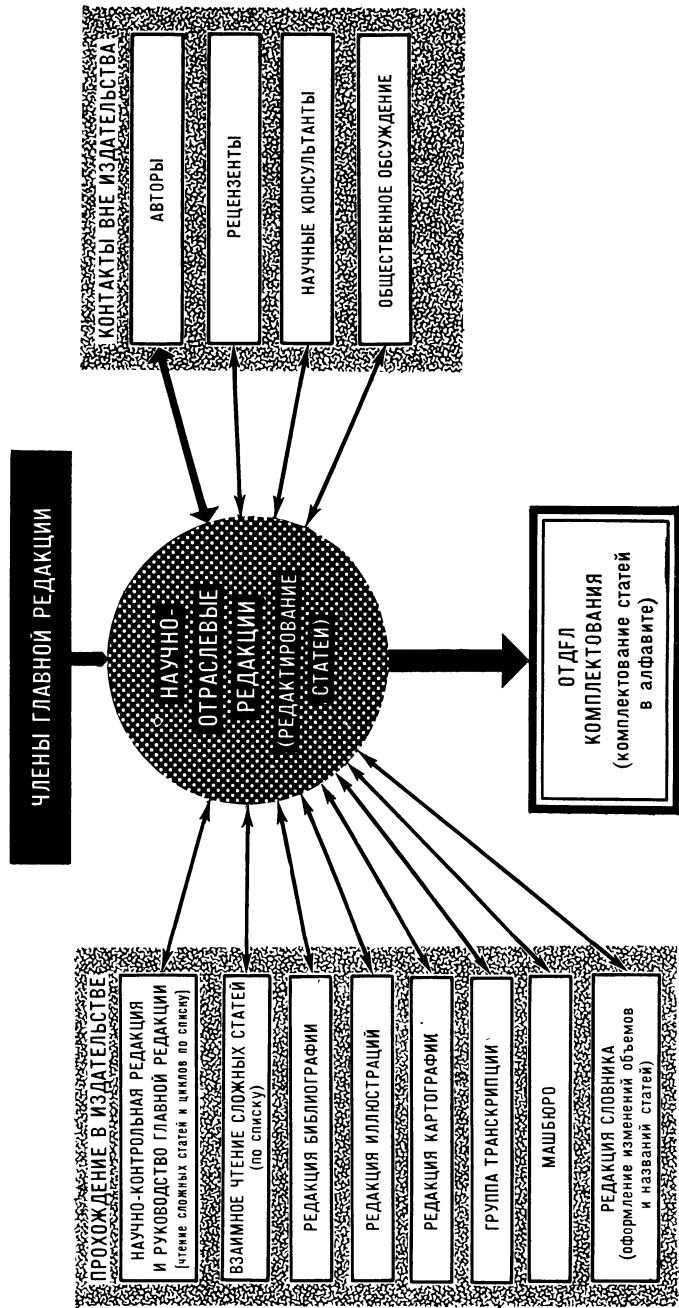 ЧЛЕНЫ ГЛАВНОЙ РЕДАКЦИИ
ПРОХОЖДЕНИЕ В ИЗДАТЕЛЬСТВЕ
НАУЧНО-КОНТРОЛЬНАЯ РЕДАКЦИЯ
И РУКОВОДСТВО ГЛАВНОЙ РЕДАКЦИИ
(чтение сложных статей и циклов по списку)
ВЗАИМНОЕ ЧТЕНИЕ СЛОЖНЫХ СТАТЕЙ
(по списку)
РЕДАКЦИЯ БИБЛИОГРАФИИ
РЕДАКЦИЯ ИЛЛЮСТРАЦИЙ
РЕДАКЦИЯ КАРТОГРАФИИ
ГРУППА ТРАНСКРИПЦИИ
МАШБЮРО
РЕДАКЦИЯ СЛОВНИКА
(оформление изменений объемов
и названий статей)
НАУЧНО-
ОТРАСЛЕВЫЕ
РЕДАКЦИИ
(РЕДАКТИРОВАНИЕ
СТАТЕЙ)
КОНТАКТЫ ВНЕ ИЗДАТЕЛЬСТВА
АВТОРЫ
РЕЦЕНЗЕНТЫ
НАУЧНЫЕ КОНСУЛЬТАНТЫ
ОБЩЕСТВЕННОЕ ОБСУЖДЕНИЕ
ОТДЕЛ
КОМПЛЕКТОВАНИЯ
(комплектование статей
в алфавите)